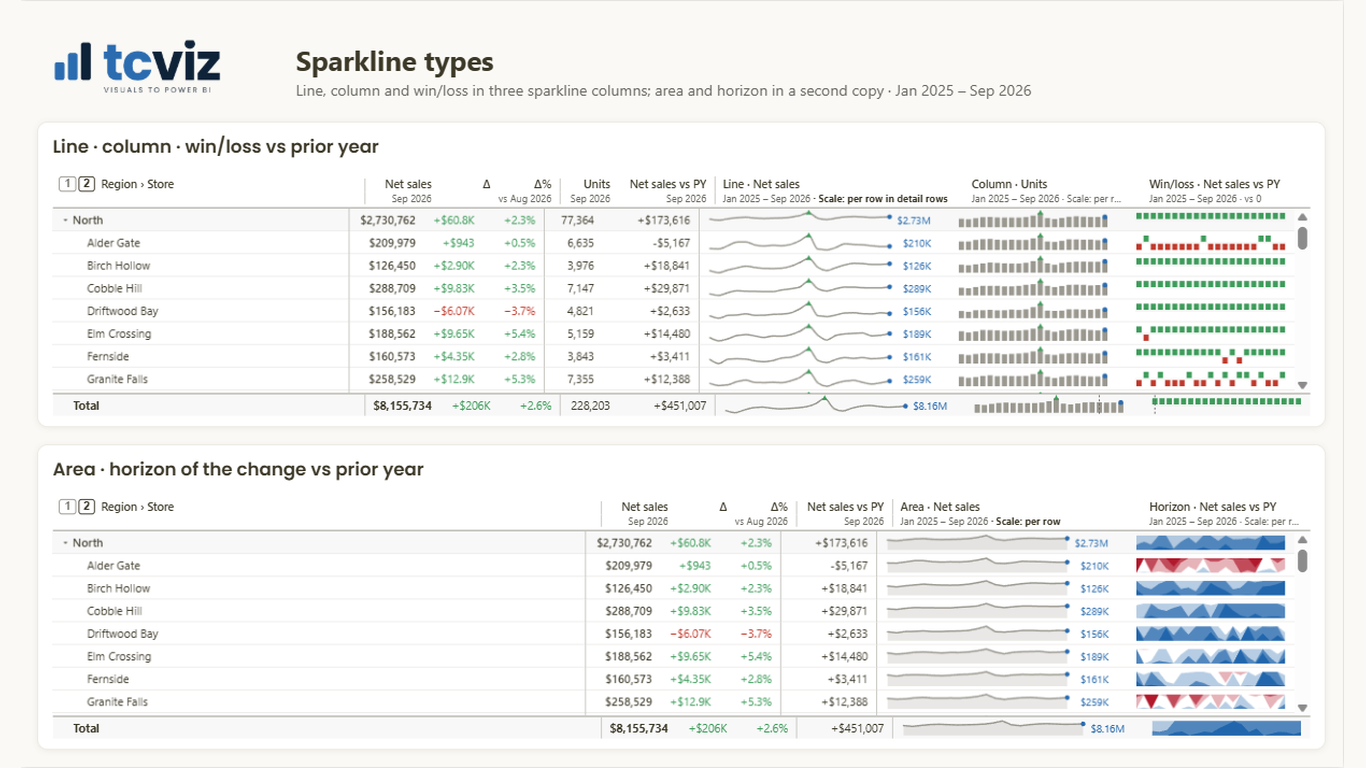 tcviz
VISUALS TO POWER BI
Sparkline types
Line, column and win/loss in three sparkline columns; area and horizon in a second copy · Jan 2025 – Sep 2026
Line · column · win/loss vs prior year
1 2 Region › Store Net sales Δ Δ% Units Net sales vs PY Line · Net sales Column · Units Win/loss · Net sales vs PY
Sep 2026 vs Aug 2026 Sep 2026 Sep 2026 Jan 2025 – Sep 2026 · Scale: per row in detail rows Jan 2025 – Sep 2026 · Scale: per r... Jan 2025 – Sep 2026 · vs 0
North $2,730,762 +$60.8K +2.3% 77,364 +$173,616 $2.73M
Alder Gate $209,979 +$943 +0.5% 6,635 -$5,167 $210K
Birch Hollow $126,450 +$2.90K +2.3% 3,976 +$18,841 $126K
Cobble Hill $288,709 +$9.83K +3.5% 7,147 +$29,871 $289K
Driftwood Bay $156,183 −$6.07K −3.7% 4,821 +$2,633 $156K
Elm Crossing $188,562 +$9.65K +5.4% 5,159 +$14,480 $189K
Fernside $160,573 +$4.35K +2.8% 3,843 +$3,411 $161K
Granite Falls $258,529 +$12.9K +5.3% 7,355 +$12,388 $259K
Total $8,155,734 +$206K +2.6% 228,203 +$451,007 $8.16M
Area · horizon of the change vs prior year
1 2 Region › Store Net sales Δ Δ% Net sales vs PY Area · Net sales Horizon · Net sales vs PY
Sep 2026 vs Aug 2026 Sep 2026 Jan 2025 – Sep 2026 · Scale: per row Jan 2025 – Sep 2026 · Scale: per r...
North $2,730,762 +$60.8K +2.3% +$173,616 $2.73M
Alder Gate $209,979 +$943 +0.5% -$5,167 $210K
Birch Hollow $126,450 +$2.90K +2.3% +$18,841 $126K
Cobble Hill $288,709 +$9.83K +3.5% +$29,871 $289K
Driftwood Bay $156,183 −$6.07K −3.7% +$2,633 $156K
Elm Crossing $188,562 +$9.65K +5.4% +$14,480 $189K
Fernside $160,573 +$4.35K +2.8% +$3,411 $161K
Granite Falls $258,529 +$12.9K +5.3% +$12,388 $259K
Total $8,155,734 +$206K +2.6% +$451,007 $8.16M